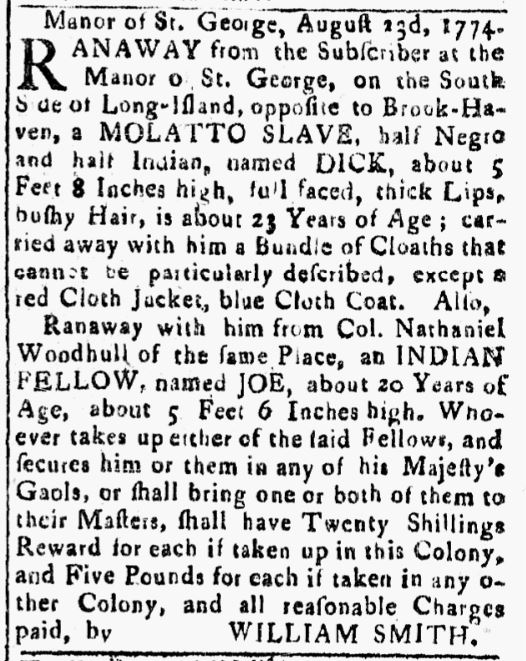 Manor of St. George, August 23d, 1774.
RANAWAY from the Subſcriber at the
Manor o St. George, on the South
Side of Long-Iſland, oppoſite to Brook-Ha-
ven, a MOLATTO SLAVE, half Negro
and half Indian, named DICK, about 5
Feet 8 Inches high, full faced, thick Lips,
buſhy Hair, is about 23 Years of Age; car-
ried away with him a Bundle of Cloaths that
cannot be particularly deſcribed, except a
red Cloth Jacket, blue Cloth Coat. Alſo,
Ranaway with him from Col. Nathaniel
Woodhull of the ſame Place, an INDIAN
FELLOW, named JOE, about 20 Years of
Age, about 5 Feet 6 Inches high. Who-
ever takes up either of the ſaid Fellows, and
ſecures him or them in any of his Majeſty's
Gaols, or ſhall bring one or both of them to
their Maſters, ſhall have Twenty Shillings
Reward for each if taken up in this Colony,
and Five Pounds for each if taken in any o-
ther Colony, and all reaſonable Charges
paid, by WILLIAM SMITH.